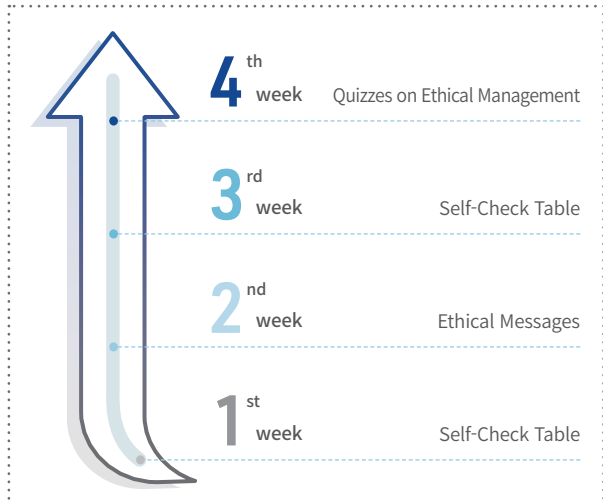 4th week Quizzes on Ethical Management
3rd week Self-Check Table
2nd week Ethical Messages
1st week Self-Check Table